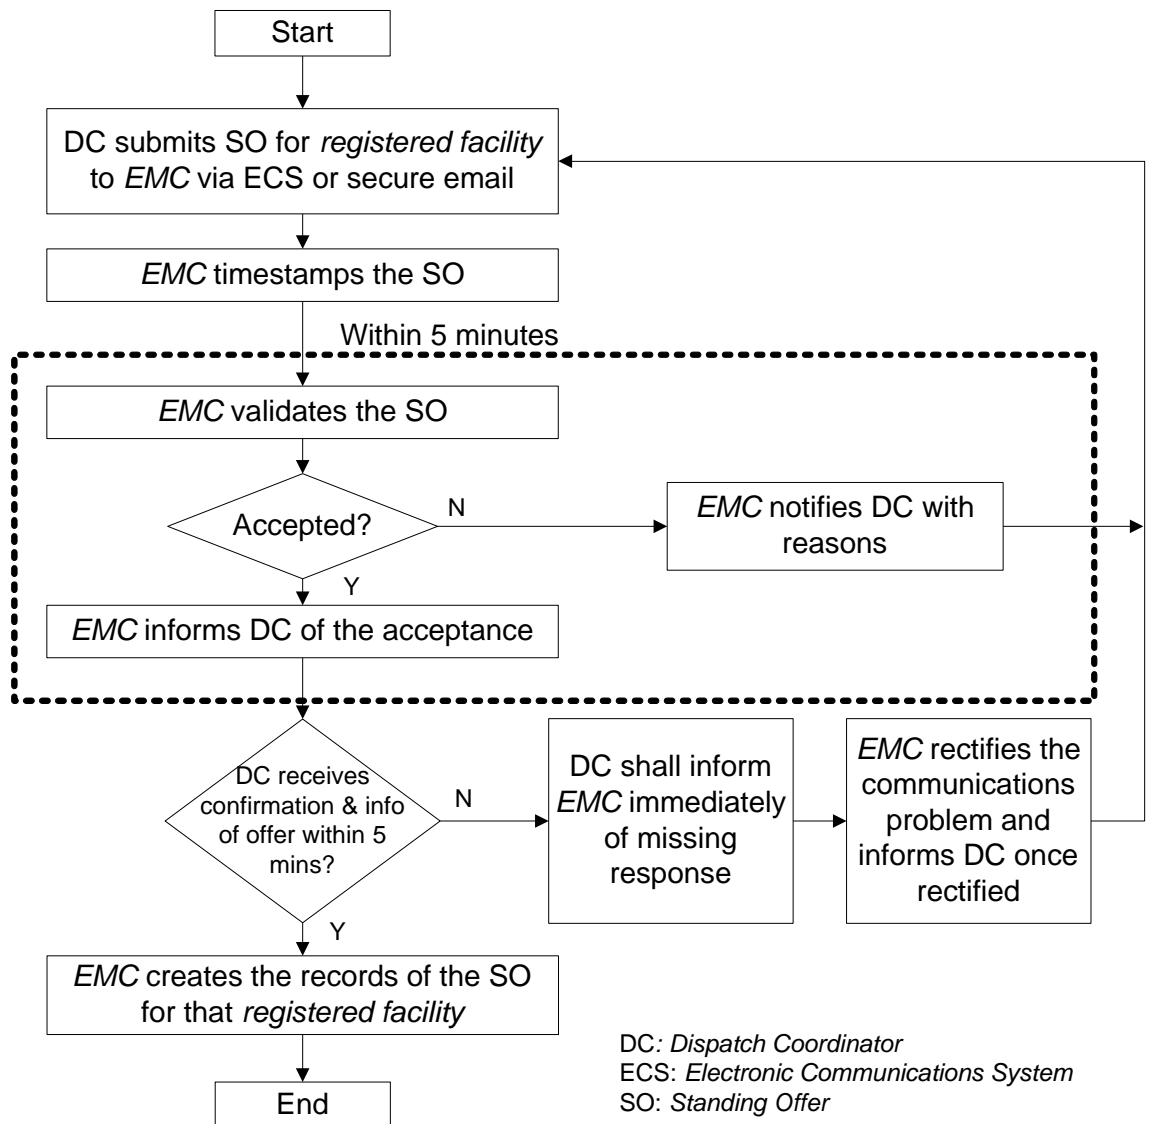 Start
DC submits SO for registered facility
to EMC via ECS or secure email
EMC timestamps the SO
Within 5 minutes
EMC validates the SO
Accepted?
N
EMC notifies DC with
reasons
Y
EMC informs DC of the acceptance
DC receives
confirmation & info
of offer within 5
mins?
N
DC shall inform
EMC immediately
of missing
response
EMC rectifies the
communications
problem and
informs DC once
rectified
Y
EMC creates the records of the SO
for that registered facility
End
DC: Dispatch Coordinator
ECS: Electronic Communications System
SO: Standing Offer